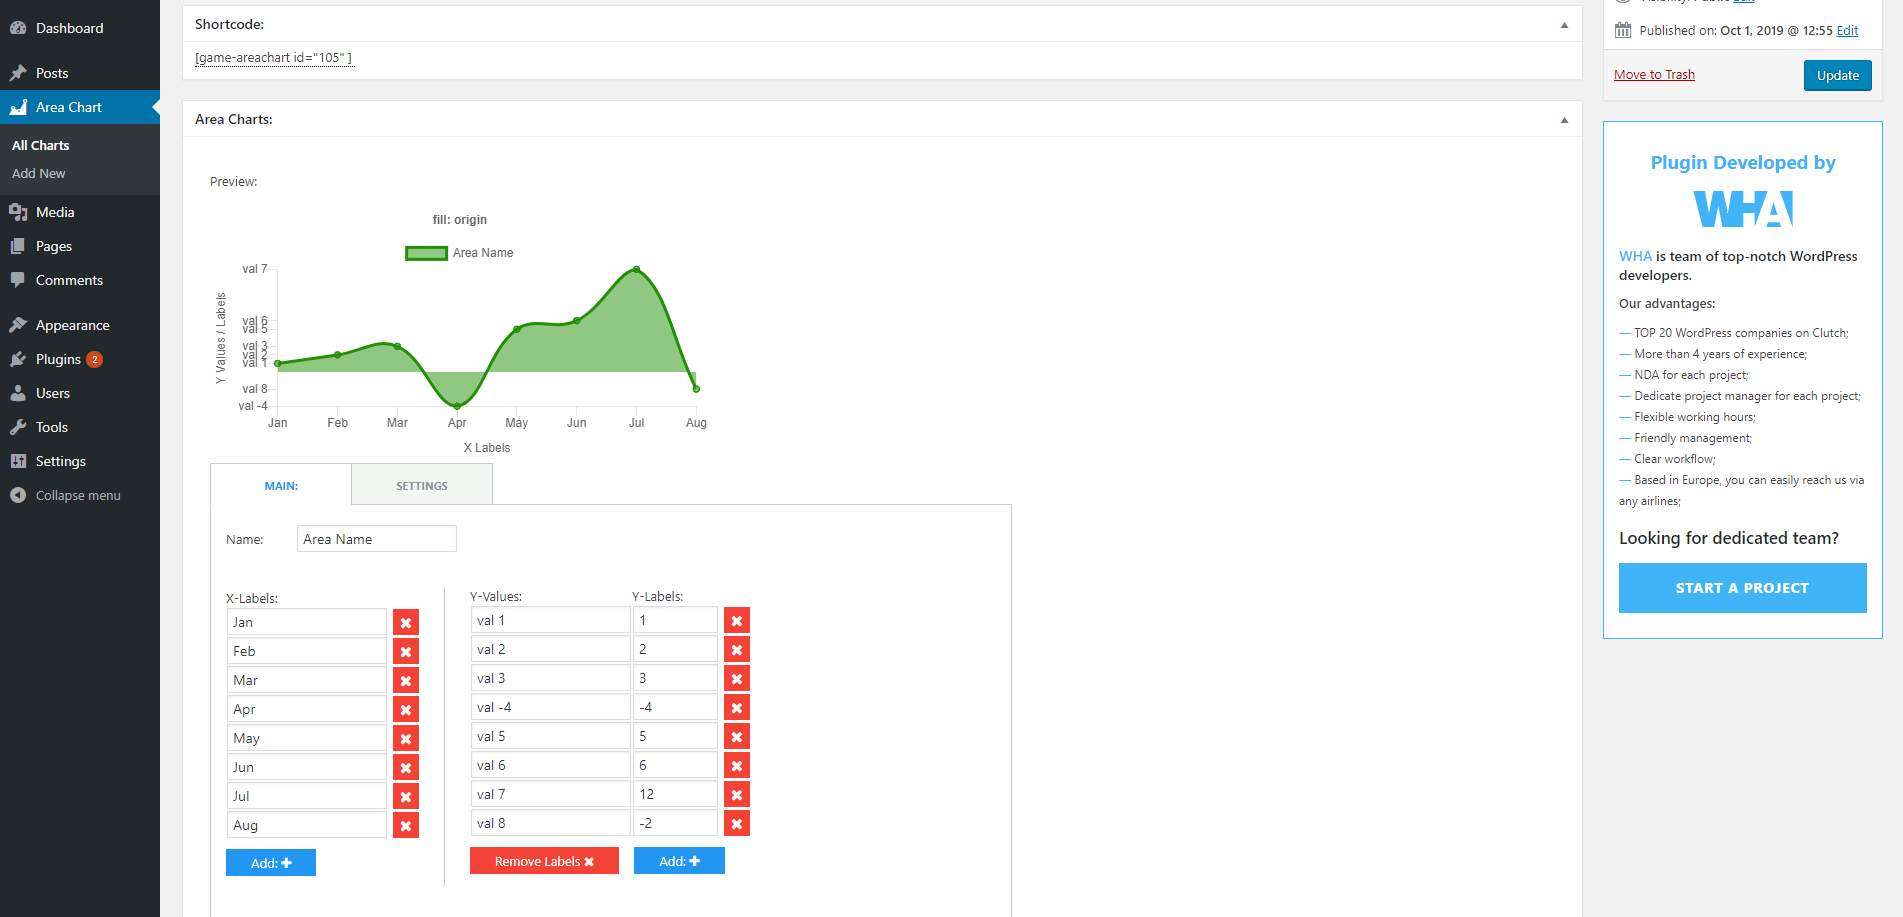 Dashboard
Posts
Area Chart
All Charts
Add New
Media
Pages
Comments
Appearance
Plugins 2
Users
Tools
Settings
Collapse menu
Shortcode:
[game-areachart id="105" ]
Area Charts:
Preview:
fill: origin
Area Name
Y Values / Labels
val 7
val 6
val 5
val 3
val 2
val 1
val 8
val -4
Jan Feb Mar Apr May Jun Jul Aug
X Labels
MAIN: SETTINGS
Name: Area Name
X-Labels:
Jan
Feb
Mar
Apr
May
Jun
Jul
Aug
Add:
Y-Values: Y-Labels:
val 1 1
val 2 2
val 3 3
val -4 -4
val 5 5
val 6 6
val 7 12
val 8 -2
Remove Labels Add:
Published on: Oct 1, 2019 @ 12:55 Edit
Move to Trash Update
Plugin Developed by
WHA
WHA is team of top-notch WordPress
developers.
Our advantages:
— TOP 20 WordPress companies on Clutch;
— More than 4 years of experience;
— NDA for each project;
— Dedicate project manager for each project;
— Flexible working hours;
— Friendly management;
— Clear workflow;
— Based in Europe, you can easily reach us via
any airlines;
Looking for dedicated team?
START A PROJECT